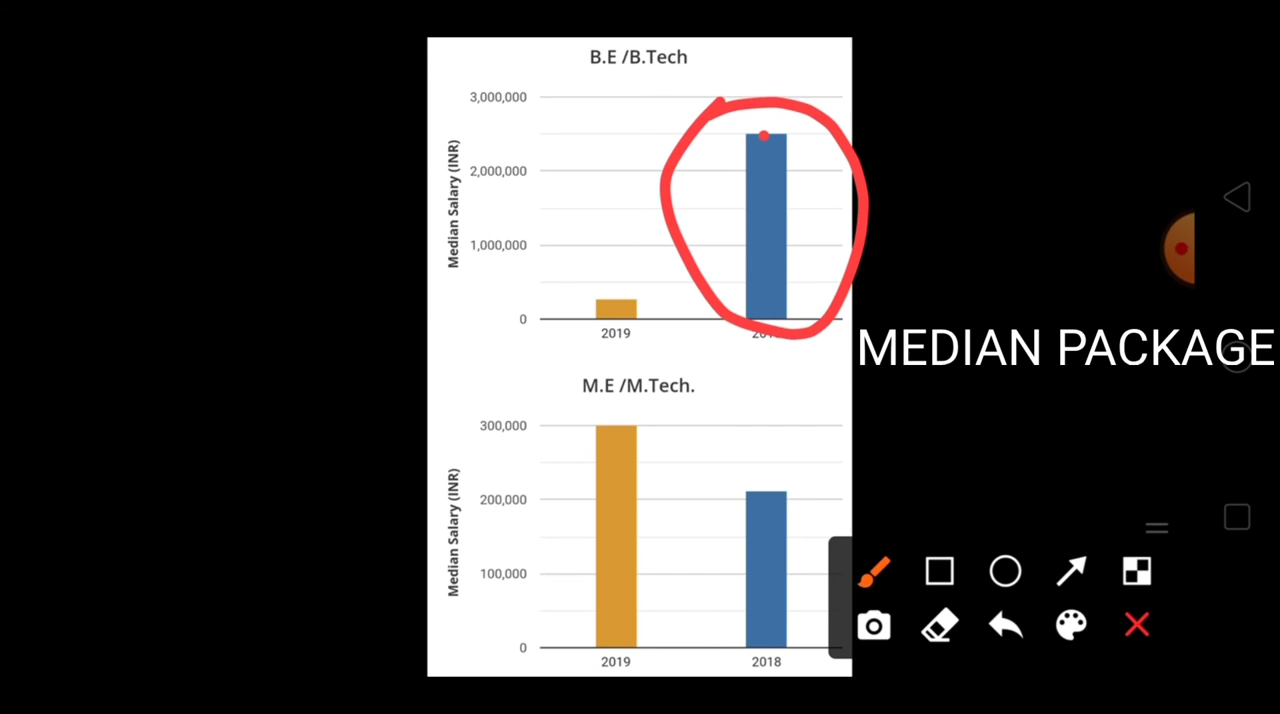 B.E /B.Tech
3,000,000
2,000,000
1,000,000
0
Median Salary (INR)
2019
MEDIAN PACKAGE
M.E /M.Tech.
300,000
200,000
100,000
0
Median Salary (INR)
2019 2018